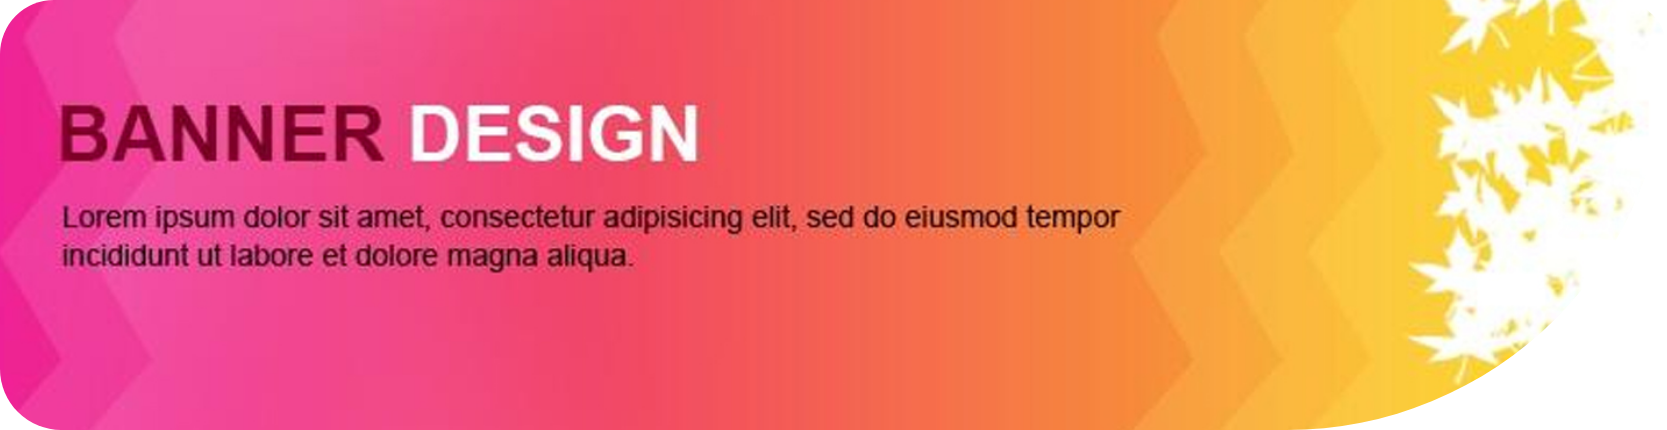 BANNER DESIGN
Lorem ipsum dolor sit amet, consectetur adipisicing elit, sed do eiusmod tempor
incididunt ut labore et dolore magna aliqua.